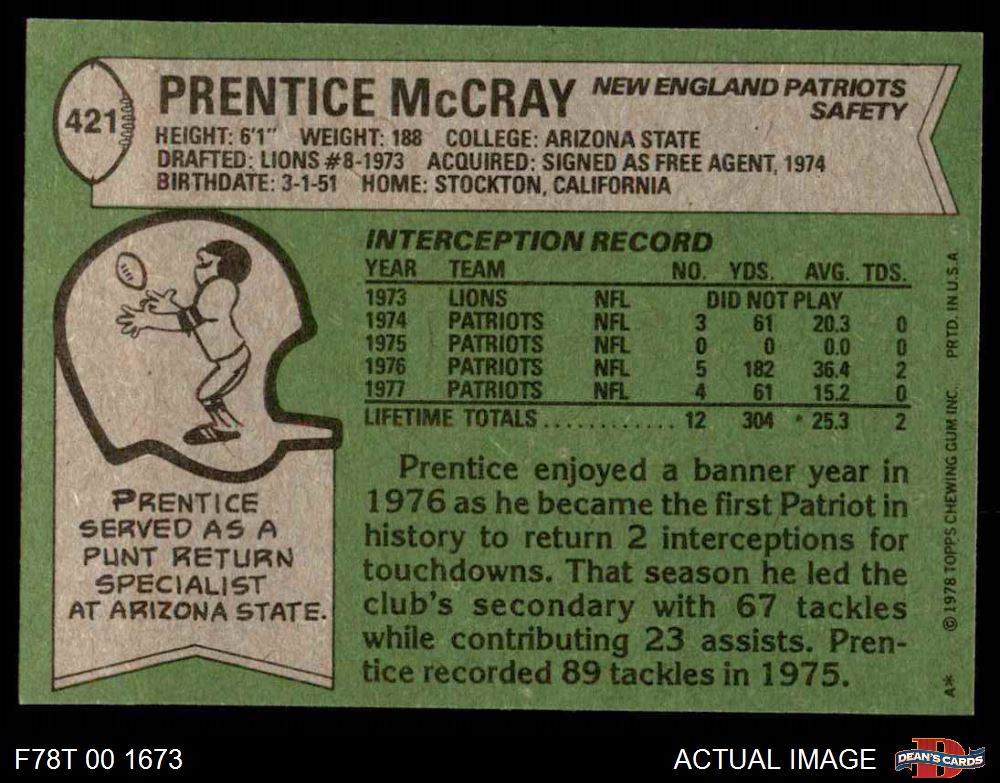 421
PRENTICE McCRAY
NEW ENGLAND PATRIOTS
SAFETY
HEIGHT: 6'1" WEIGHT: 188 COLLEGE: ARIZONA STATE
DRAFTED: LIONS #8-1973 ACQUIRED: SIGNED AS FREE AGENT, 1974
BIRTHDATE: 3-1-51 HOME: STOCKTON, CALIFORNIA
PRENTICE
SERVED AS A
PUNT RETURN
SPECIALIST
AT ARIZONA STATE.
INTERCEPTION RECORD
YEAR TEAM NO. YDS. AVG. TDS.
1973 LIONS NFL DID NOT PLAY
1974 PATRIOTS NFL 3 61 20.3 0
1975 PATRIOTS NFL 0 0 0.0 0
1976 PATRIOTS NFL 5 182 36.4 2
1977 PATRIOTS NFL 4 61 15.2 0
LIFETIME TOTALS ............ 12 304 25.3 2
Prentice enjoyed a banner year in
1976 as he became the first Patriot in
history to return 2 interceptions for
touchdowns. That season he led the
club's secondary with 67 tackles
while contributing 23 assists. Pren-
tice recorded 89 tackles in 1975.
A* © 1978 TOPPS CHEWING GUM INC. PRTD. IN U.S.A
F78T 00 1673
ACTUAL IMAGE
D
DEAN'S CARDS